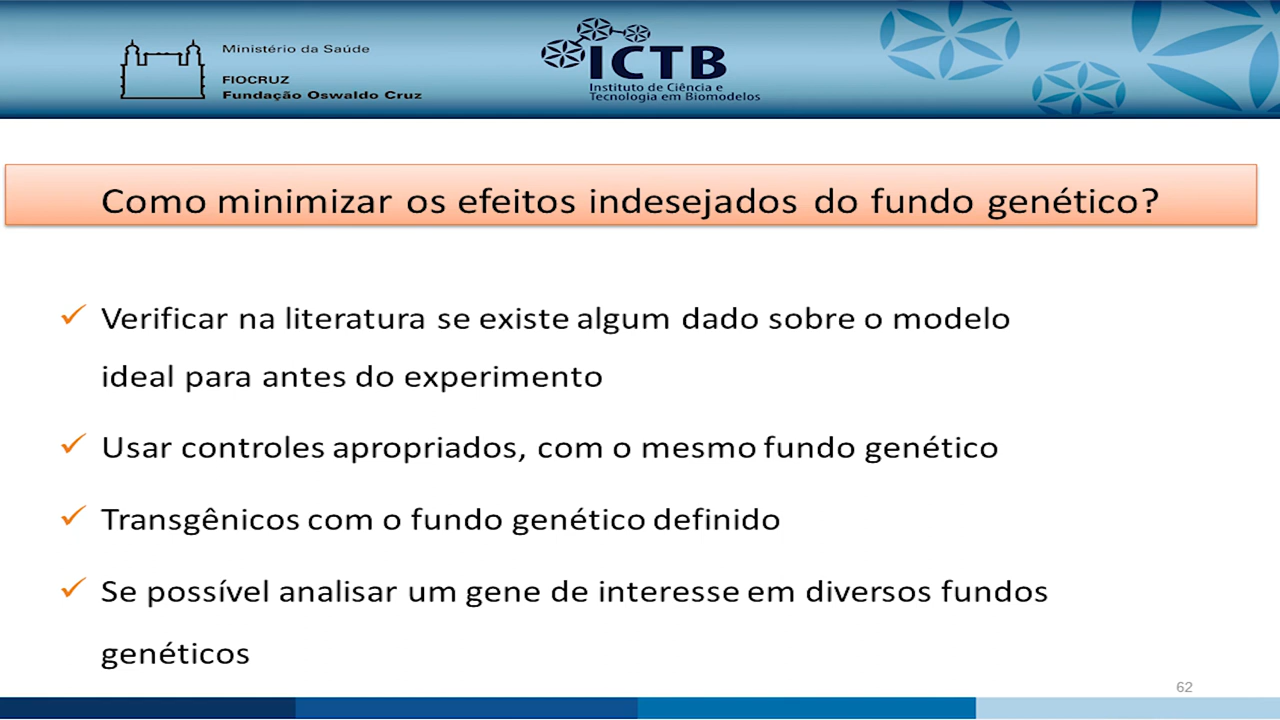 Ministério da Saúde
FIOCRUZ
Fundação Oswaldo Cruz
ICTB
Instituto de Ciência e
Tecnologia em Biomodelos
Como minimizar os efeitos indesejados do fundo genético?
✓ Verificar na literatura se existe algum dado sobre o modelo
ideal para antes do experimento
✓ Usar controles apropriados, com o mesmo fundo genético
✓ Transgênicos com o fundo genético definido
✓ Se possível analisar um gene de interesse em diversos fundos
genéticos
62